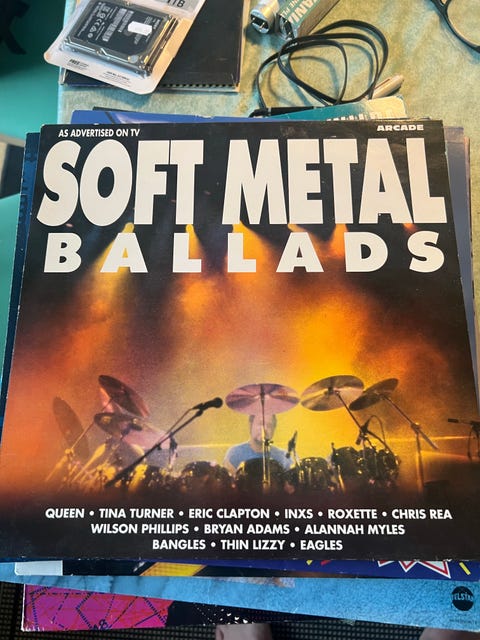 AS ADVERTISED ON TV
ARCADE
SOFT METAL
BALLADS
QUEEN • TINA TURNER • ERIC CLAPTON • INXS • ROXETTE • CHRIS REA
WILSON PHILLIPS • BRYAN ADAMS • ALANNAH MYLES
BANGLES • THIN LIZZY • EAGLES